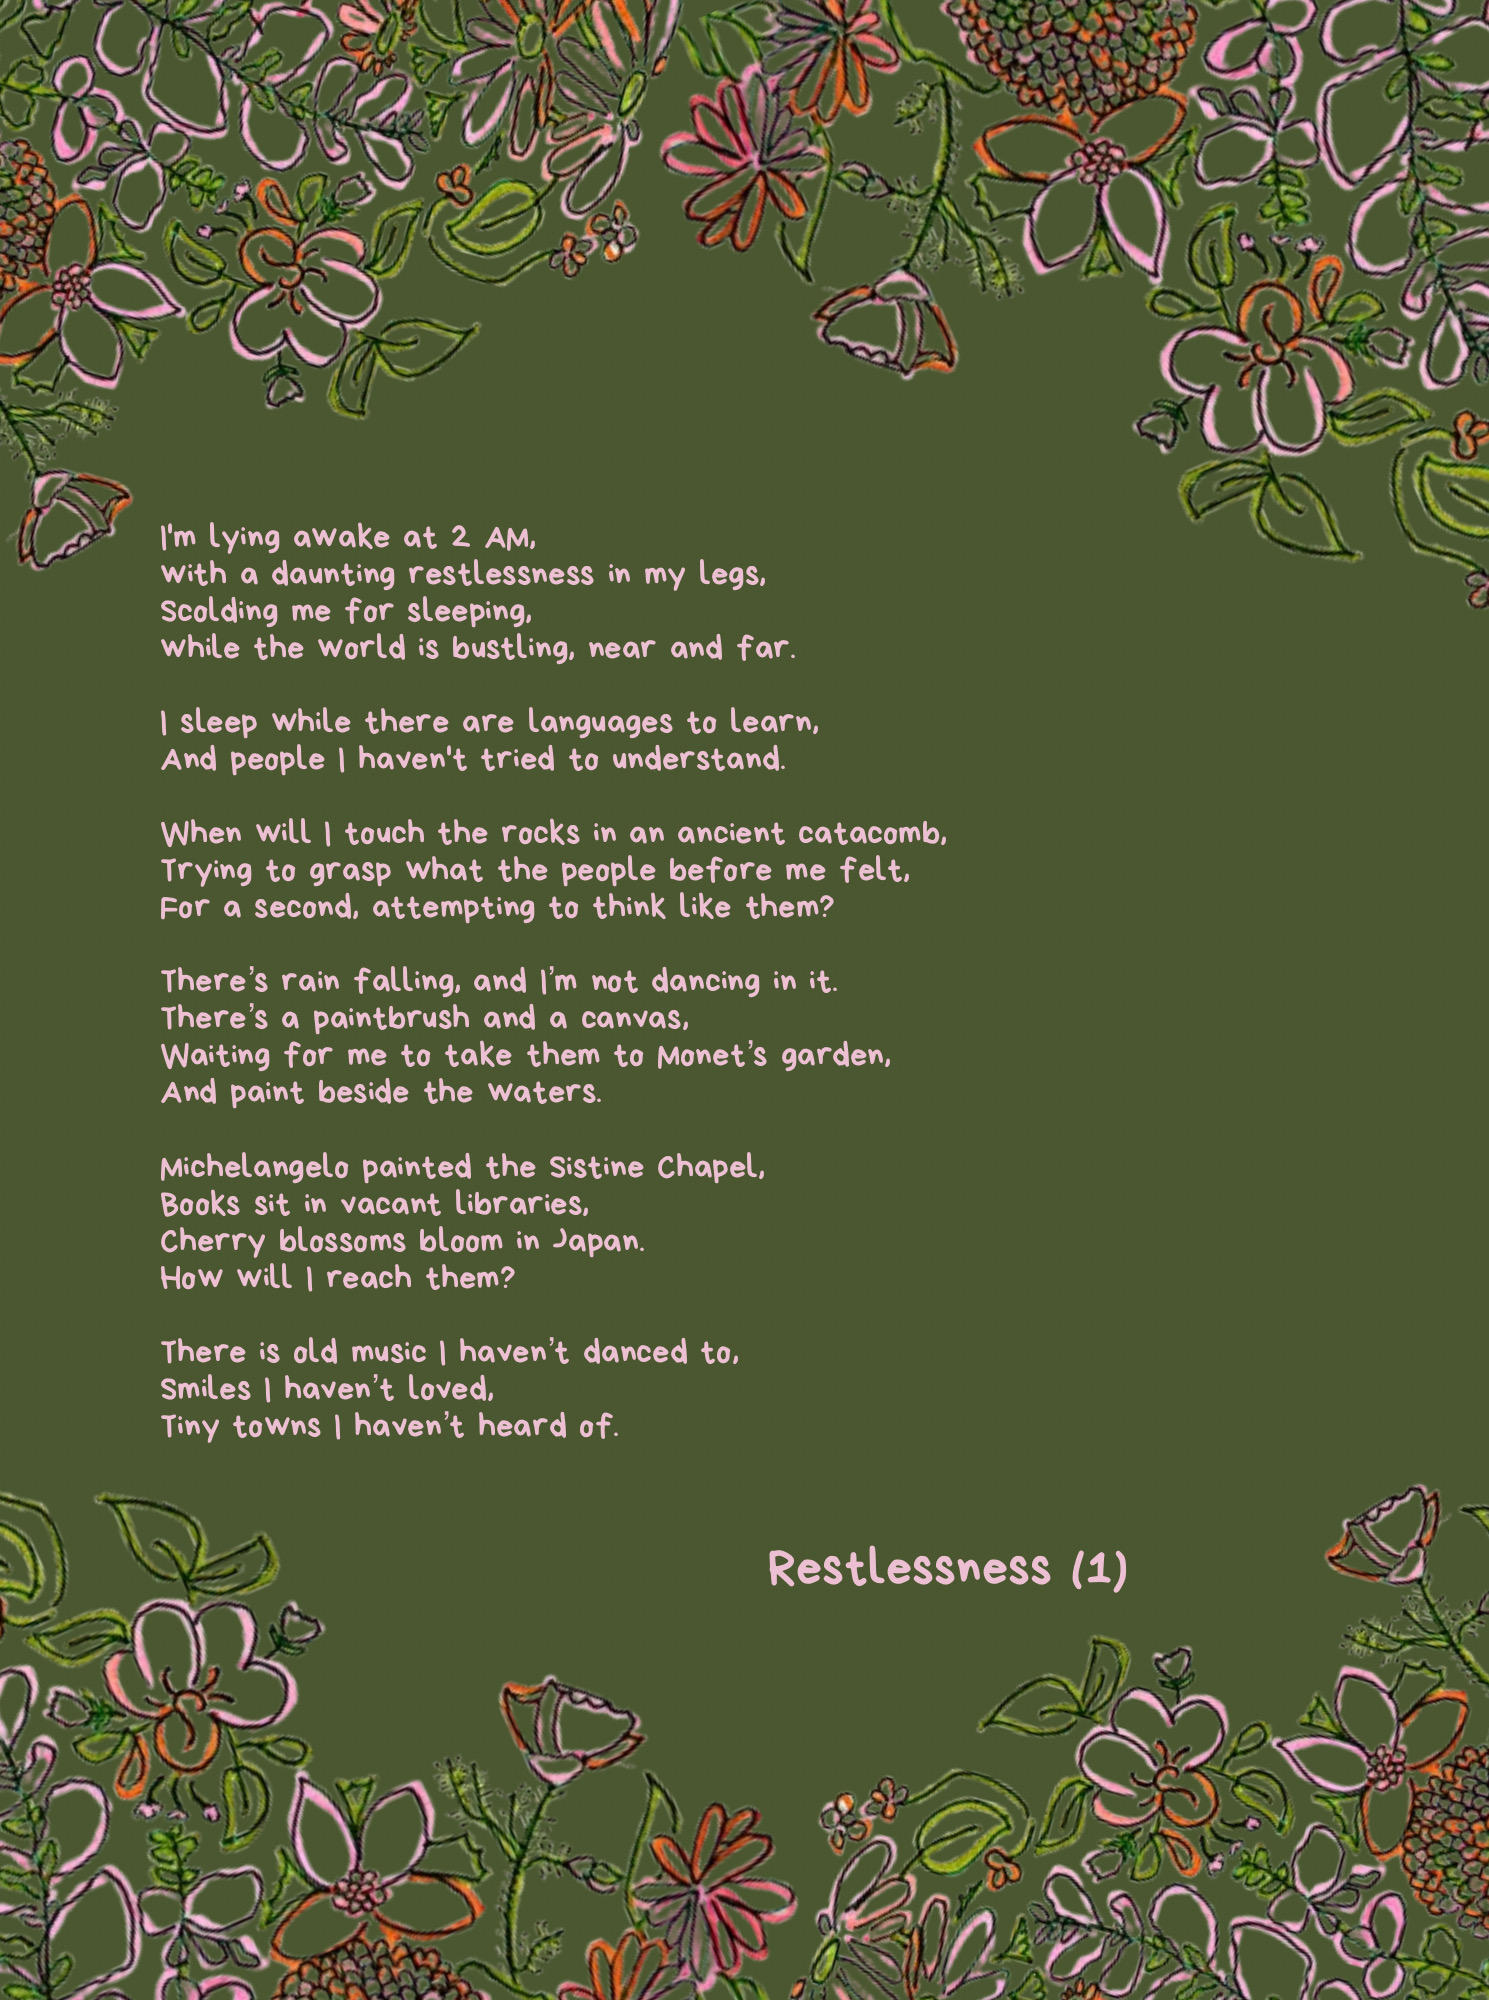 I'm lying awake at 2 AM,
With a daunting restlessness in my legs,
Scolding me for sleeping,
While the world is bustling, near and far.

I sleep while there are languages to learn,
And people I haven't tried to understand.

When will I touch the rocks in an ancient catacomb,
Trying to grasp what the people before me felt,
For a second, attempting to think like them?

There’s rain falling, and I’m not dancing in it.
There’s a paintbrush and a canvas,
Waiting for me to take them to Monet’s garden,
And paint beside the waters.

Michelangelo painted the Sistine Chapel,
Books sit in vacant libraries,
Cherry blossoms bloom in Japan.
How will I reach them?

There is old music I haven’t danced to,
Smiles I haven’t loved,
Tiny towns I haven’t heard of.

Restlessness (1)